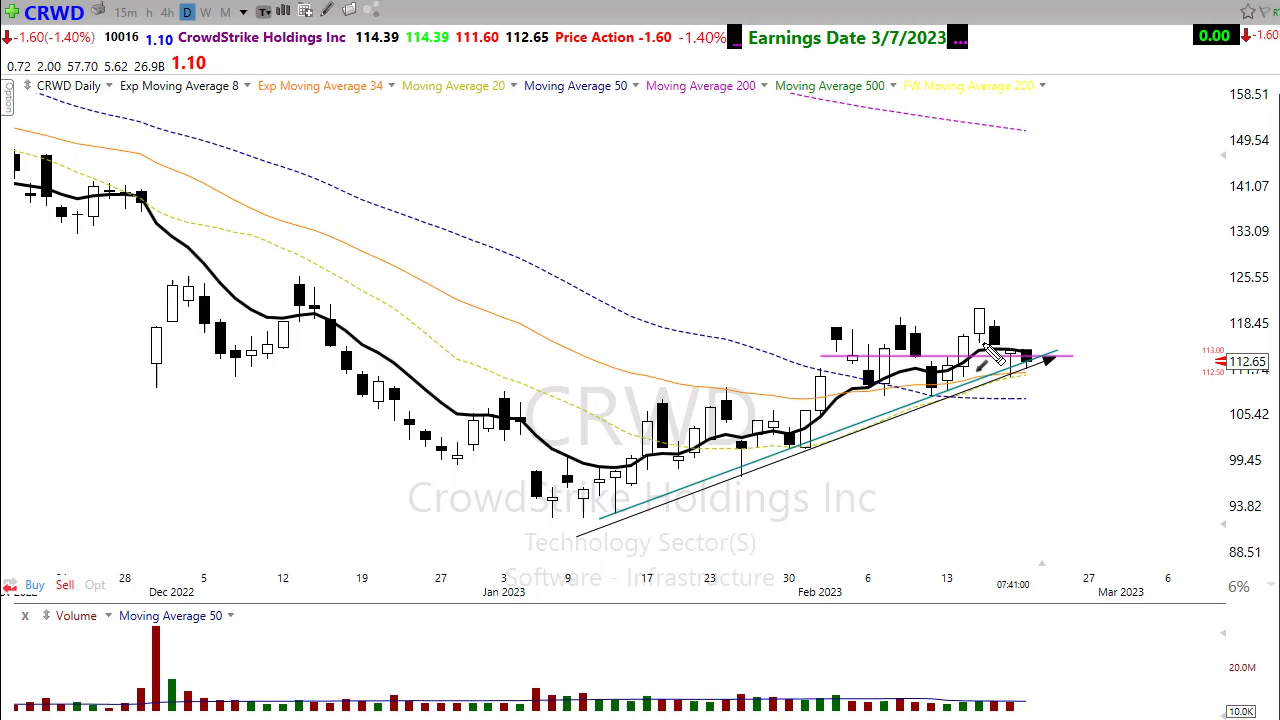 CRWD 15m h 4h D W M
-1.60(-1.40%) 10016 1.10 CrowdStrike Holdings Inc 114.39 114.39 111.60 112.65 Price Action -1.60 -1.40% ... Earnings Date 3/7/2023 ... 0.00 -1.60
0.72 2.00 57.70 5.62 26.9B 1.10
Option
CRWD Daily Exp Moving Average 8 Exp Moving Average 34 Moving Average 20 Moving Average 50 Moving Average 200 Moving Average 500 FW Moving Average 200
158.51
149.54
141.07
133.09
125.55
118.45
113.00
112.65
112.50
105.42
99.45
93.82
88.51
CRWD
CrowdStrike Holdings Inc
Technology Sector(S)
Software - Infrastructure
Buy Sell Opt
28 5 12 19 27 3 9 17 23 30 6 13 07:41:00 27 6
6%
2022 Dec 2022 Jan 2023 Feb 2023 Mar 2023
X Volume Moving Average 50
20.0M
10.0K